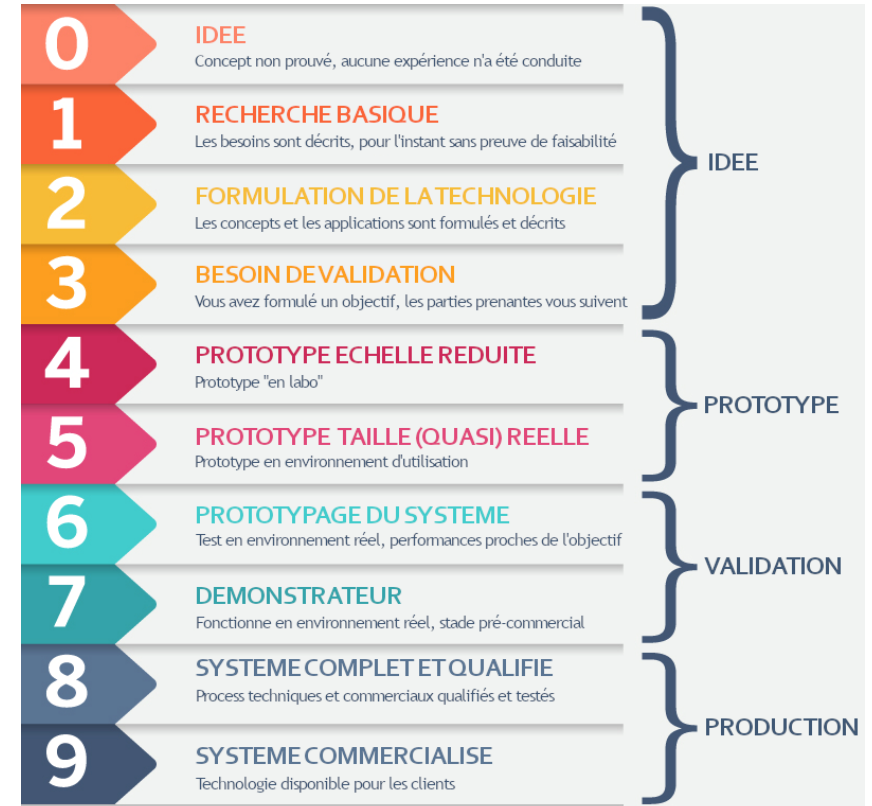 0
IDEE
Concept non prouvé, aucune expérience n'a été conduite
1
RECHERCHE BASIQUE
Les besoins sont décrits, pour l'instant sans preuve de faisabilité
2
FORMULATION DE LA TECHNOLOGIE
Les concepts et les applications sont formulés et décrits
3
BESOIN DE VALIDATION
Vous avez formulé un objectif, les parties prenantes vous suivent
IDEE
4
PROTOTYPE ECHELLE REDUITE
Prototype "en labo"
5
PROTOTYPE TAILLE (QUASI) REELLE
Prototype en environnement d'utilisation
PROTOTYPE
6
PROTOTYPAGE DU SYSTEME
Test en environnement réel, performances proches de l'objectif
7
DEMONSTRATEUR
Fonctionne en environnement réel, stade pré-commercial
VALIDATION
8
SYSTEME COMPLET ET QUALIFIE
Process techniques et commerciaux qualifiés et testés
9
SYSTEME COMMERCIALISE
Technologie disponible pour les clients
PRODUCTION